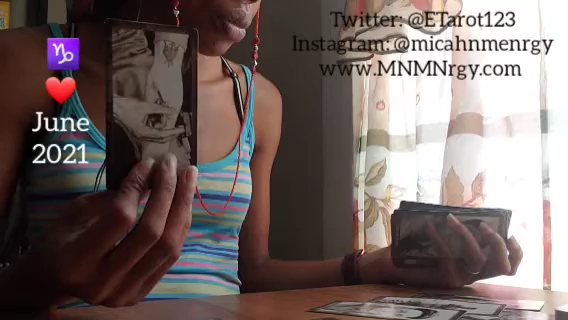 Twitter: @ETarot123
Instagram: @micahnmenrgy
www.MNMNrgy.com
♑
❤️
June
2021